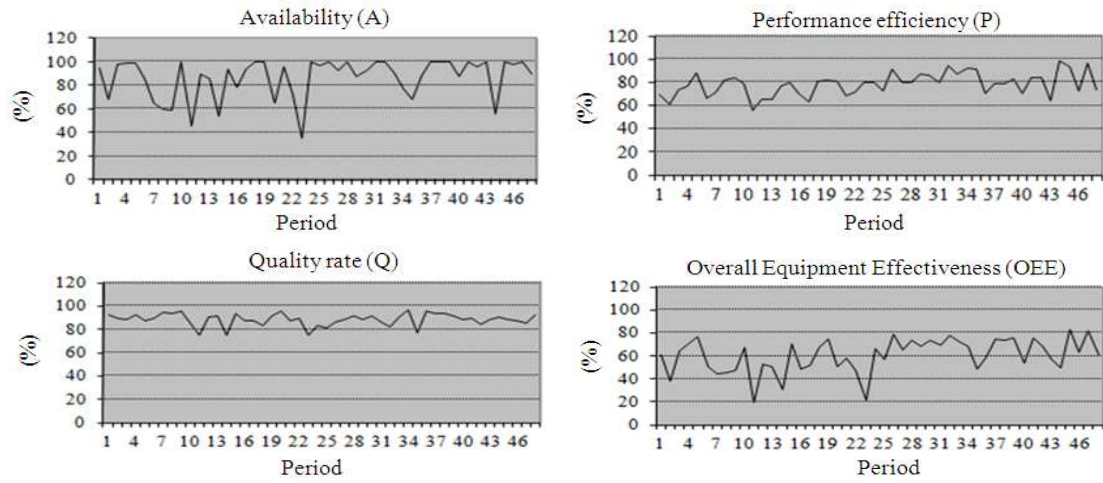 Availability (A)
120
100
80
60
40
20
0
(%)
1 4 7 10 13 16 19 22 25 28 31 34 37 40 43 46
Period
Performance efficiency (P)
120
100
80
60
40
20
0
(%)
1 4 7 10 13 16 19 22 25 28 31 34 37 40 43 46
Period
Quality rate (Q)
120
100
80
60
40
20
0
(%)
1 4 7 10 13 16 19 22 25 28 31 34 37 40 43 46
Period
Overall Equipment Effectiveness (OEE)
120
100
80
60
40
20
0
(%)
1 4 7 10 13 16 19 22 25 28 31 34 37 40 43 46
Period